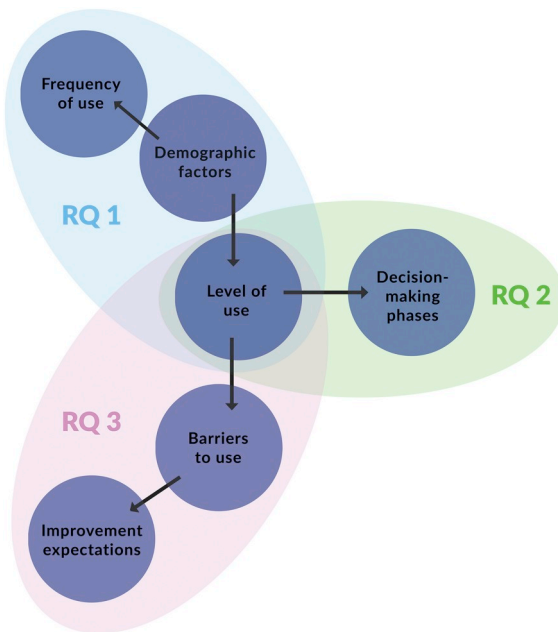 Frequency
of use
Demographic
factors
RQ 1
Level of
use
Decision-
making
phases
RQ 2
RQ 3
Barriers
to use
Improvement
expectations